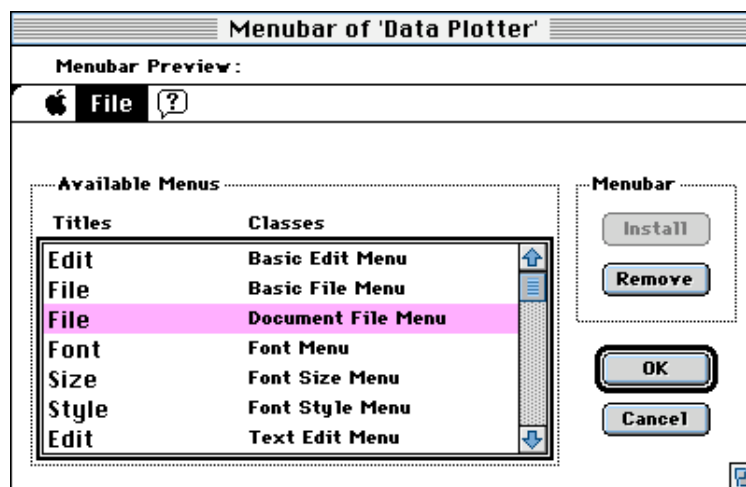 Menubar of 'Data Plotter'
Menubar Preview:
File ?
Available Menus
Menubar
Titles Classes
Install
Edit Basic Edit Menu
File Basic File Menu
Remove
File Document File Menu
Font Font Menu
Size Font Size Menu
OK
Style Font Style Menu
Cancel
Edit Text Edit Menu